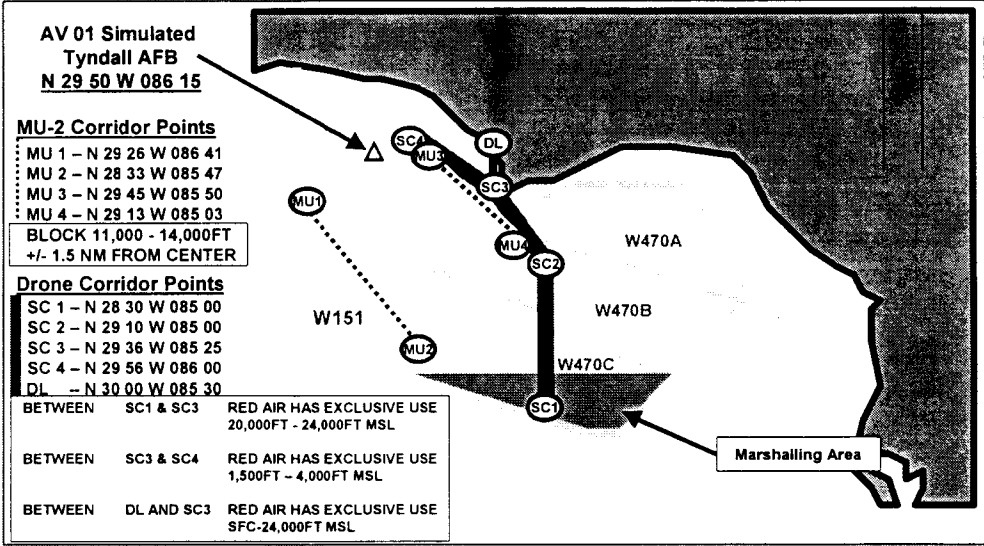 AV 01 Simulated
Tyndall AFB
N 29 50 W 086 15
MU-2 Corridor Points
MU 1 – N 29 26 W 086 41
MU 2 – N 28 33 W 085 47
MU 3 – N 29 45 W 085 50
MU 4 – N 29 13 W 085 03
BLOCK 11,000 - 14,000FT
+/- 1.5 NM FROM CENTER
Drone Corridor Points
SC 1 – N 28 30 W 085 00
SC 2 – N 29 10 W 085 00
SC 3 – N 29 36 W 085 25
SC 4 – N 29 56 W 086 00
DL -- N 30 00 W 085 30
BETWEEN SC1 & SC3 RED AIR HAS EXCLUSIVE USE
20,000FT - 24,000FT MSL
BETWEEN SC3 & SC4 RED AIR HAS EXCLUSIVE USE
1,500FT – 4,000FT MSL
BETWEEN DL AND SC3 RED AIR HAS EXCLUSIVE USE
SFC-24,000FT MSL
SC4
MU3
DL
SC3
MU1
MU4
SC2
W470A
W151
W470B
MU2
W470C
SC1
Marshailing Area